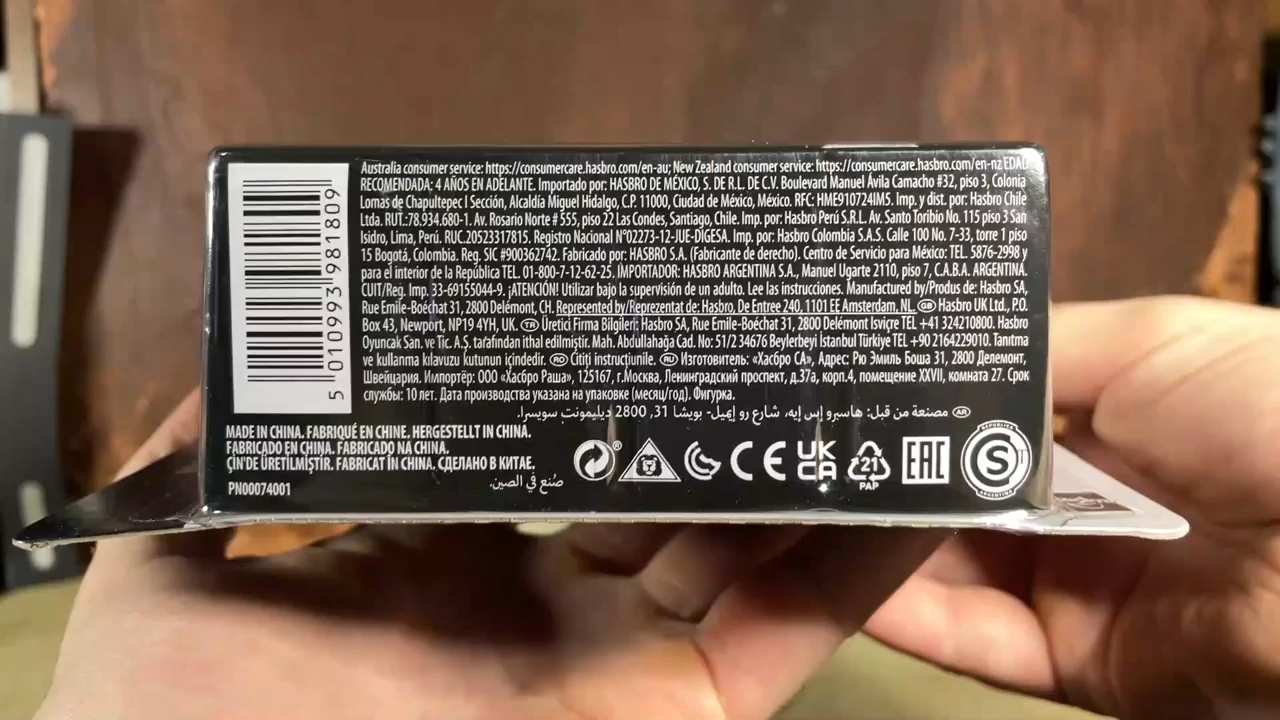 5 010993 981809
Australia consumer service: https://consumercare.hasbro.com/en-au; New Zealand consumer service: https://consumercare.hasbro.com/en-nz EDAD
RECOMENDADA: 4 AÑOS EN ADELANTE. Importado por: HASBRO DE MÉXICO, S. DE R.L. DE C.V. Boulevard Manuel Ávila Camacho #32, piso 3, Colonia
Lomas de Chapultepec I Sección, Alcaldía Miguel Hidalgo, C.P. 11000, Ciudad de México, México. RFC: HME910724IM5. Imp. y dist. por: Hasbro Chile
Ltda. RUT.:78.934.680-1. Av. Rosario Norte # 555, piso 22 Las Condes, Santiago, Chile. Imp. por: Hasbro Perú S.R.L. Av. Santo Toribio No. 115 piso 3 San
Isidro, Lima, Perú. RUC.20523317815. Registro Nacional N°02273-12-JUE-DIGESA. Imp. por: Hasbro Colombia S.A.S. Calle 100 No. 7-33, torre 1 piso
15 Bogotá, Colombia. Reg. SIC #900362742. Fabricado por: HASBRO S.A. (Fabricante de derecho). Centro de Servicio para México: TEL. 5876-2998 y
para el interior de la República TEL. 01-800-7-12-62-25. IMPORTADOR: HASBRO ARGENTINA S.A., Manuel Ugarte 2110, piso 7, C.A.B.A. ARGENTINA.
CUIT/Reg. Imp. 33-69155044-9. ¡ATENCIÓN! Utilizar bajo la supervisión de un adulto. Lee las instrucciones. Manufactured by/Produs de: Hasbro SA,
Rue Emile-Boéchat 31, 2800 Delémont, CH. Represented by/Reprezentat de: Hasbro, De Entree 240, 1101 EE Amsterdam, NL. GB Hasbro UK Ltd., P.O.
Box 43, Newport, NP19 4YH, UK. TR Üretici Firma Bilgileri: Hasbro SA, Rue Emile-Boéchat 31, 2800 Delémont İsviçre TEL +41 324210800. Hasbro
Oyuncak San. ve Tic. A.Ş. tarafından ithal edilmiştir. Mah. Abdullahağa Cad. No: 51/2 34676 Beylerbeyi İstanbul Türkiye TEL +90 2164229010. Tanıtma
ve kullanma kılavuzu kutunun içindedir. RO Citiți instrucțiunile. RU Изготовитель: «Хасбро СА», Адрес: Рю Эмиль Боша 31, 2800 Делемонт,
Швейцария. Импортёр: ООО «Хасбро Раша», 125167, г.Москва, Ленинградский проспект, д.37а, корп.4, помещение XXVII, комната 27. Срок
службы: 10 лет. Дата производства указана на упаковке (месяц/год). Фигурка.
AR مصنعة من قبل: هاسبرو إس إيه، شارع رو إميل- بويشا 31, 2800 ديليمونت سويسرا.
MADE IN CHINA. FABRIQUÉ EN CHINE. HERGESTELLT IN CHINA.
FABRICADO EN CHINA. FABRICADO NA CHINA.
ÇİN'DE ÜRETİLMİŞTİR. FABRICAT ÎN CHINA. СДЕЛАНО В КИТАЕ.
صُنع في الصين.
PN00074001
® CE UK CA 21 PAP EAC REPUBLICA S ARGENTINA